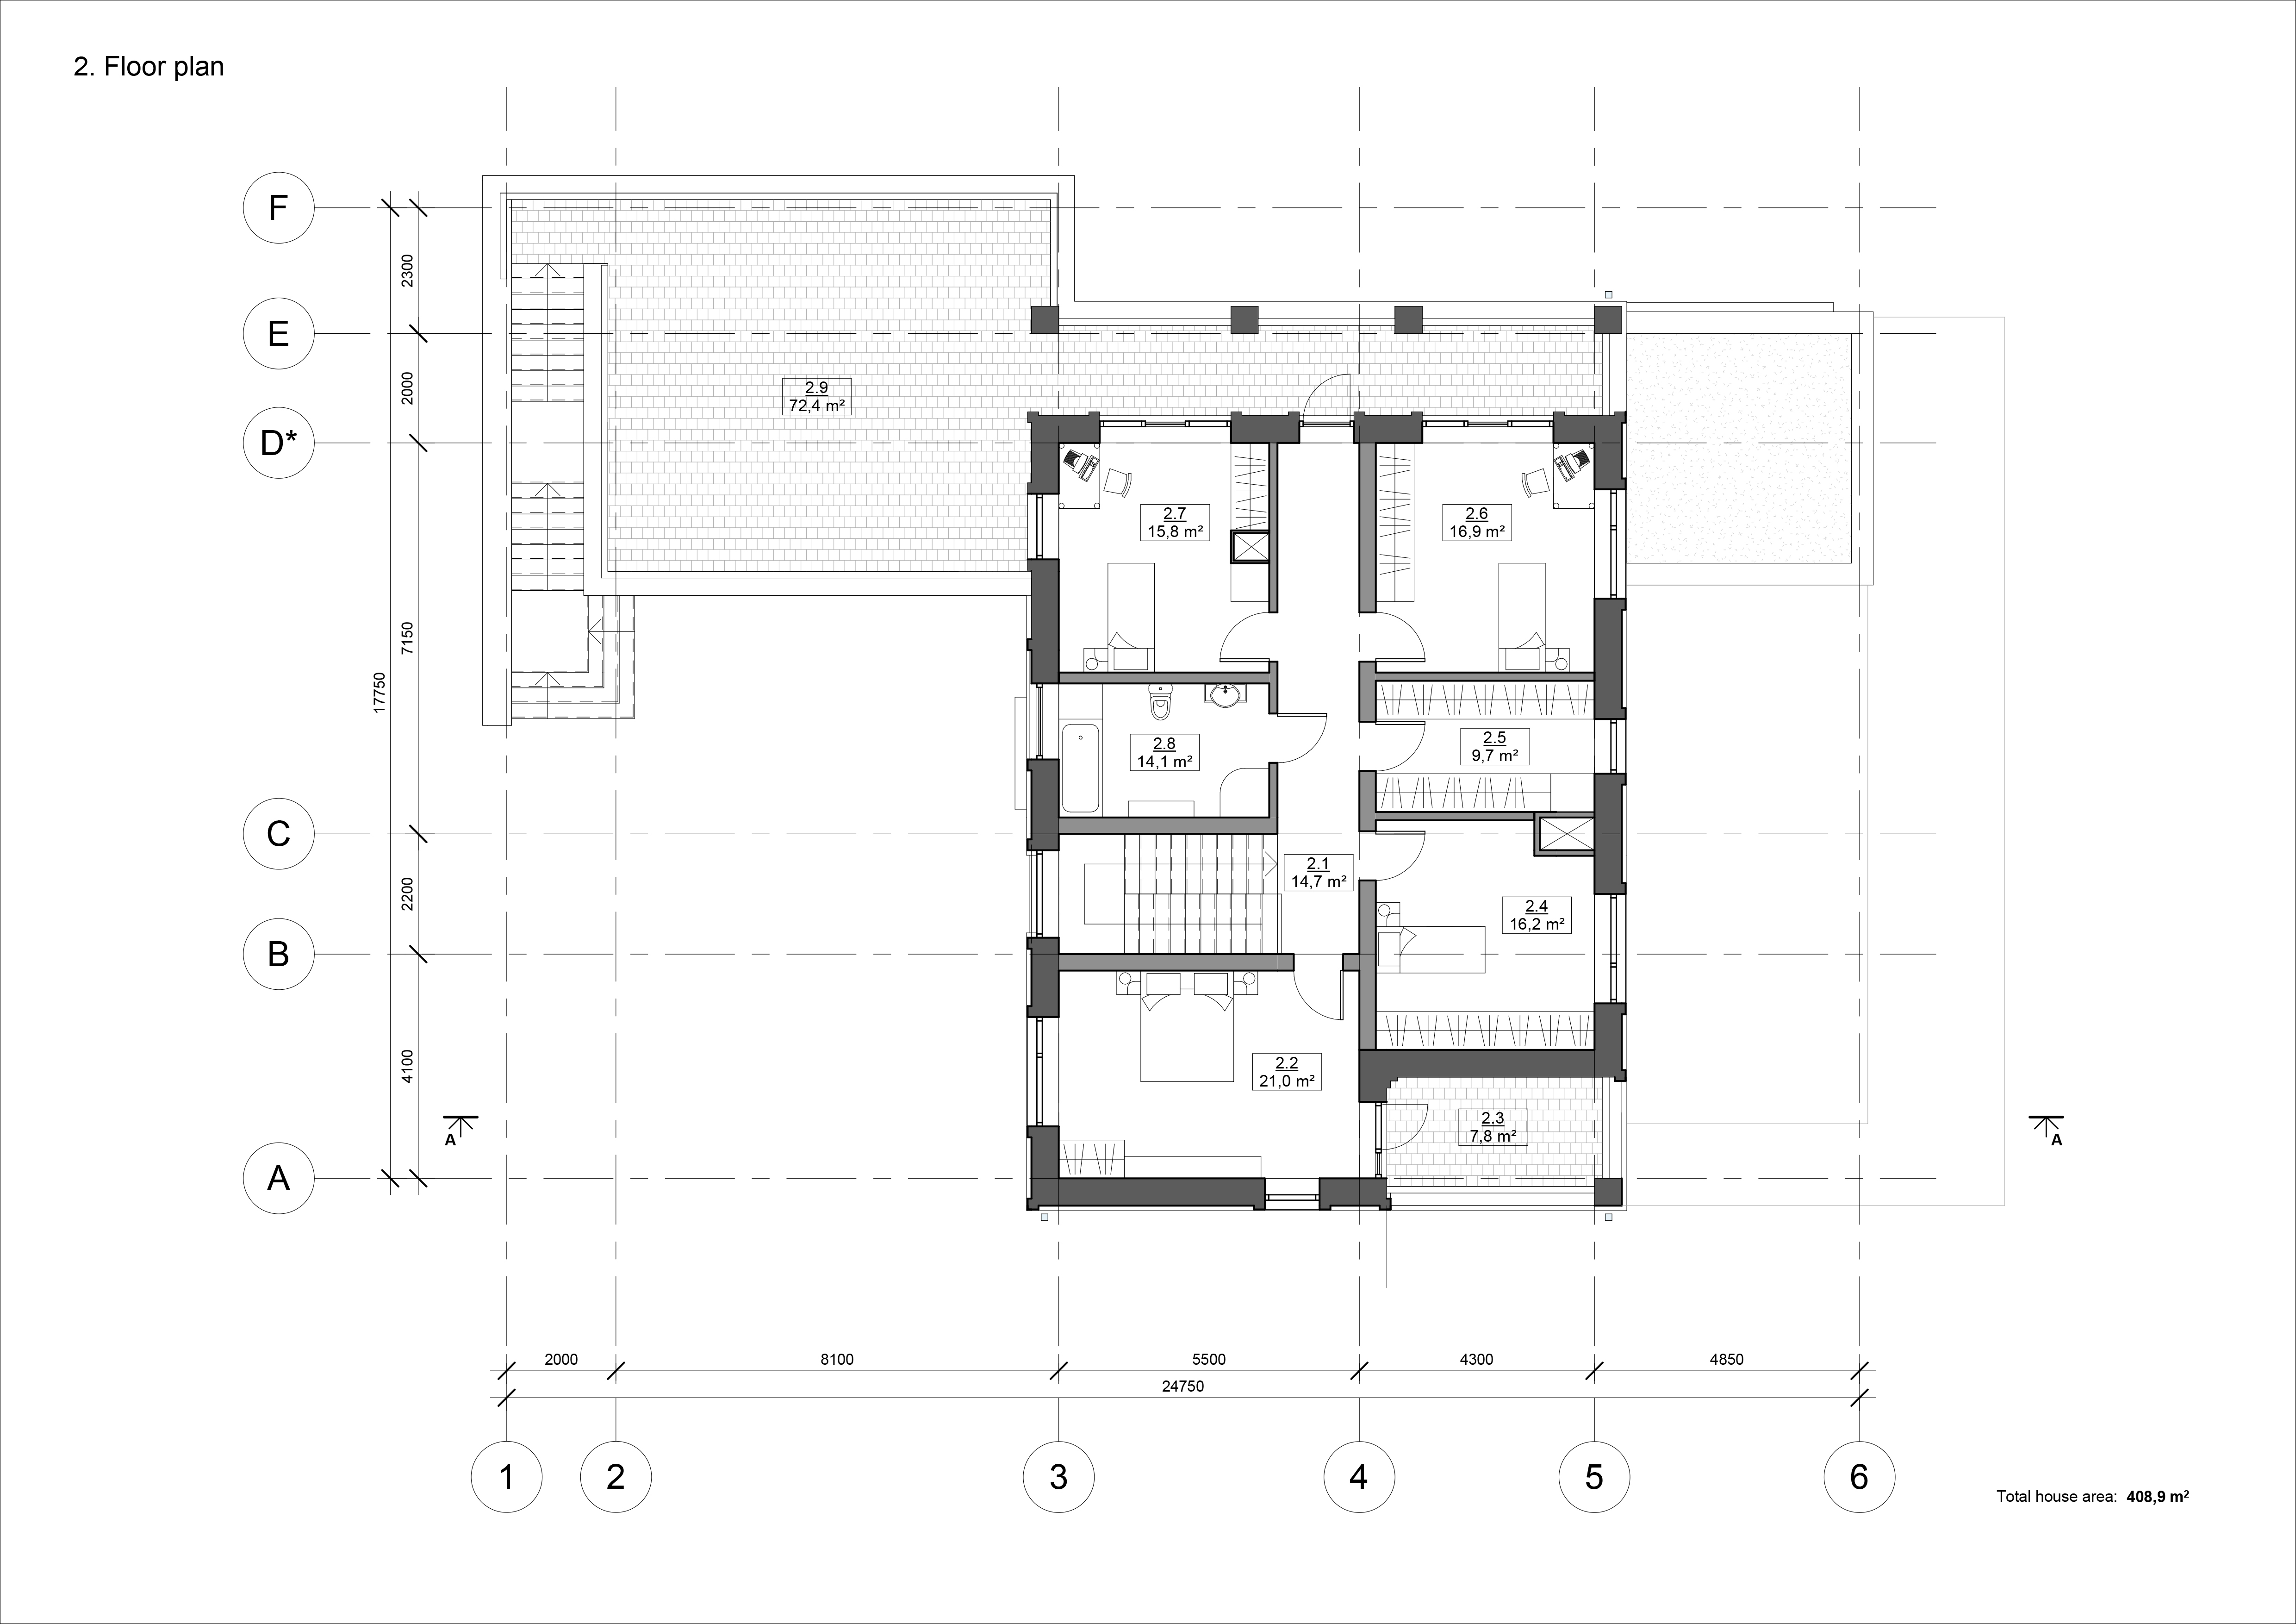 2. Floor plan
F
E
D*
C
B
A
2300
2000
7150
17750
2200
4100
2.9
72,4 m²
2.7
15,8 m²
2.6
16,9 m²
2.8
14,1 m²
2.5
9,7 m²
2.1
14,7 m²
2.4
16,2 m²
2.2
21,0 m²
2.3
7,8 m²
A
A
2000
8100
5500
4300
4850
24750
1
2
3
4
5
6
Total house area: 408,9 m²